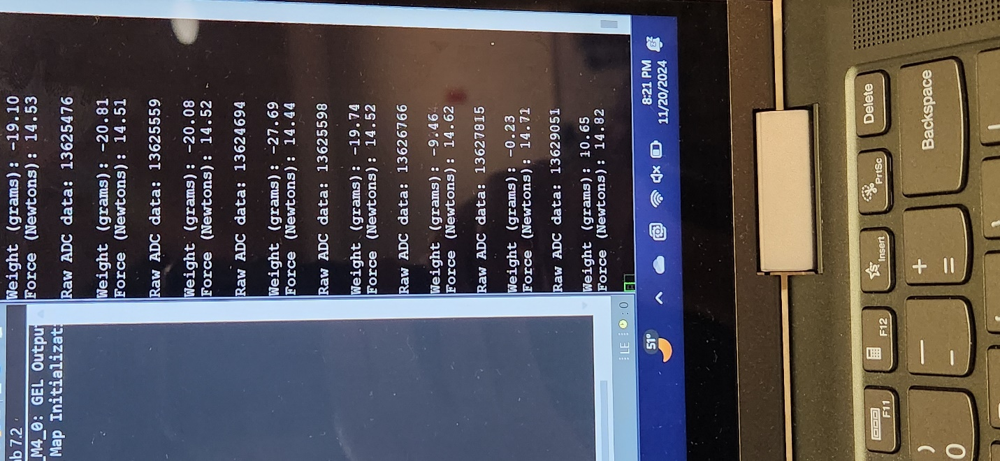 Weight (grams): -19.10
Force (Newtons): 14.53
Raw ADC data: 13625476
Weight (grams): -20.81
Force (Newtons): 14.51
Raw ADC data: 13625559
Weight (grams): -20.08
Force (Newtons): 14.52
Raw ADC data: 13624694
Weight (grams): -27.69
Force (Newtons): 14.44
Raw ADC data: 13625598
Weight (grams): -19.74
Force (Newtons): 14.52
Raw ADC data: 13626766
Weight (grams): -9.46
Force (Newtons): 14.62
Raw ADC data: 13627815
Weight (grams): -0.23
Force (Newtons): 14.71
Raw ADC data: 13629051
Weight (grams): 10.65
Force (Newtons): 14.82
ab 7.2
_M4_0: GEL Outpu
Map Initializat
LE : 0
51°
8:21 PM
11/20/2024
F11
F12
Insert
PrtSc
Delete
) 0
_ -
+ =
Backspace